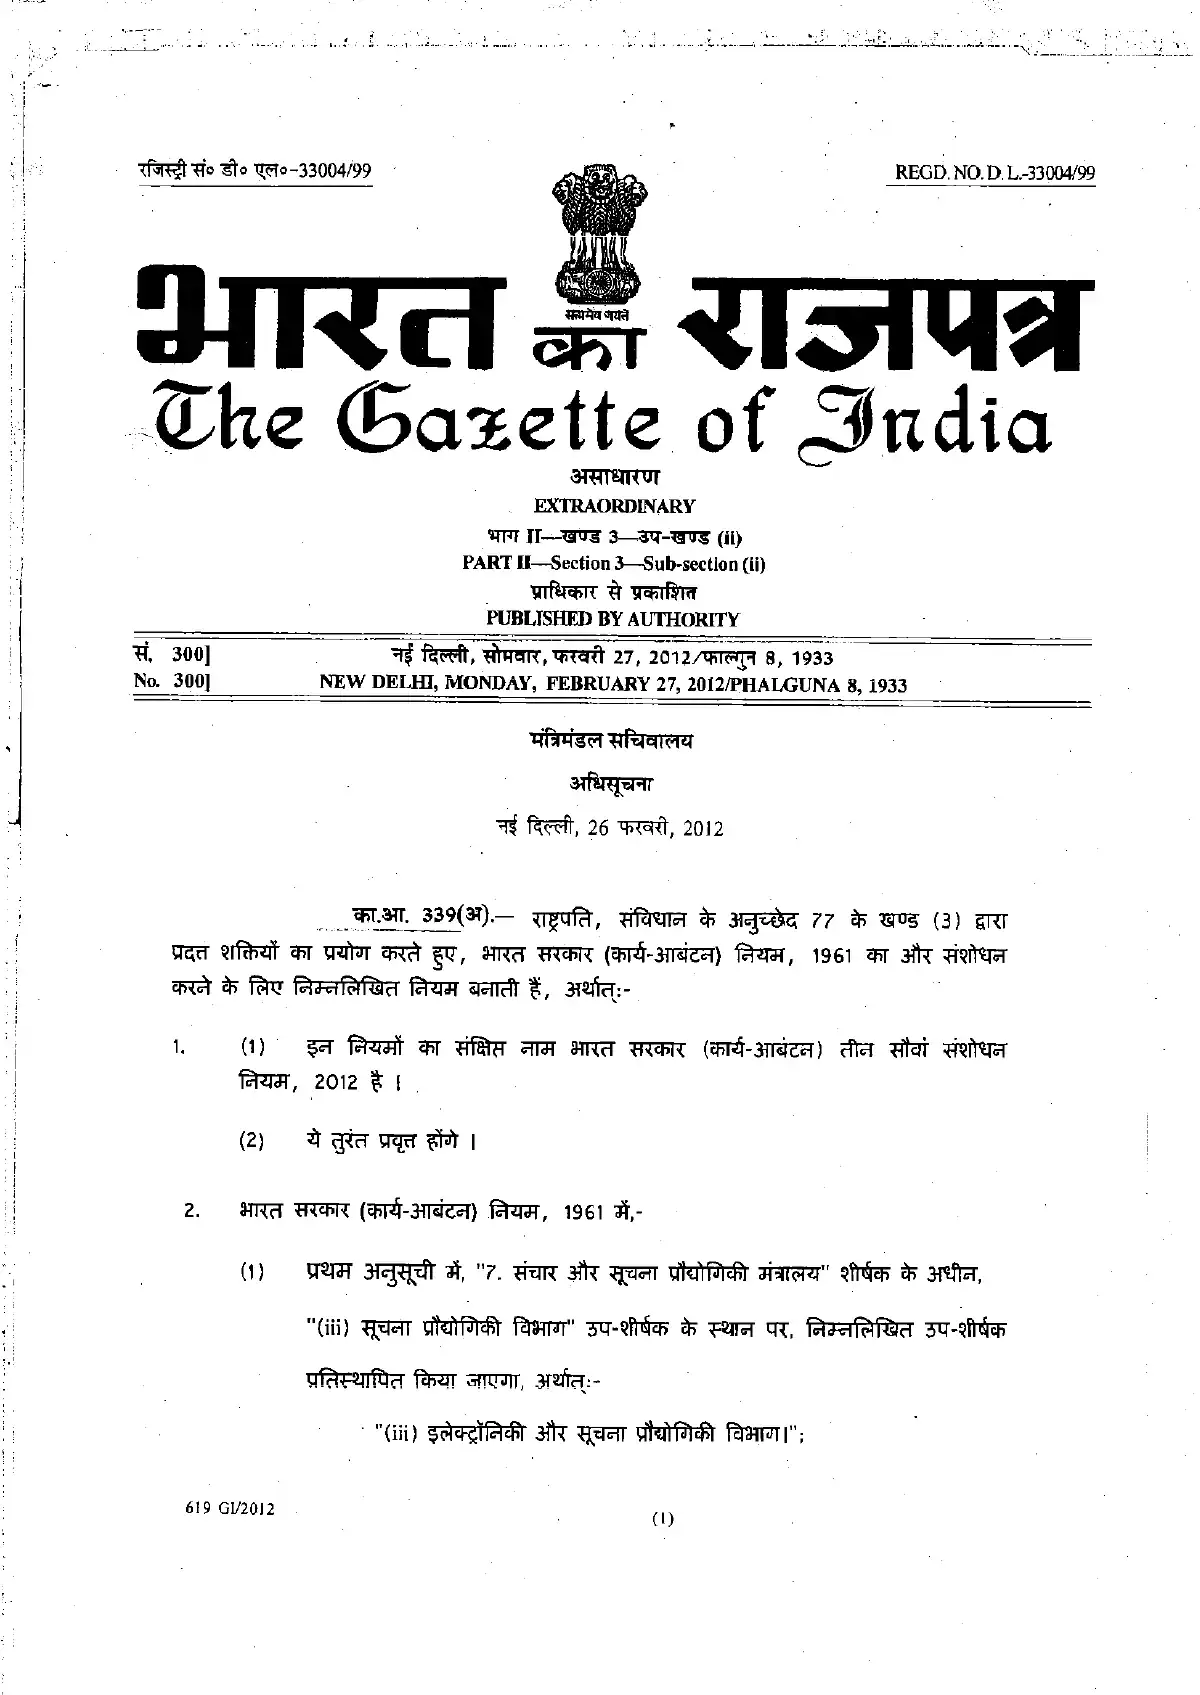 रजिस्ट्री सं० डी० एल०-33004/99
REGD. NO. D. L.-33004/99
सत्यमेव जयते
भारत का राजपत्र
The Gazette of India
असाधारण
EXTRAORDINARY
भाग II—खण्ड 3—उप-खण्ड (ii)
PART II—Section 3—Sub-section (ii)
प्राधिकार से प्रकाशित
PUBLISHED BY AUTHORITY
सं. 300] नई दिल्ली, सोमवार, फरवरी 27, 2012/फाल्गुन 8, 1933
No. 300] NEW DELHI, MONDAY, FEBRUARY 27, 2012/PHALGUNA 8, 1933
मंत्रिमंडल सचिवालय
अधिसूचना
नई दिल्ली, 26 फरवरी, 2012
का.आ. 339(अ).— राष्ट्रपति, संविधान के अनुच्छेद 77 के खण्ड (3) द्वारा
प्रदत्त शक्तियों का प्रयोग करते हुए, भारत सरकार (कार्य-आबंटन) नियम, 1961 का और संशोधन
करने के लिए निम्नलिखित नियम बनाती हैं, अर्थात्:-
1. (1) इन नियमों का संक्षिप्त नाम भारत सरकार (कार्य-आबंटन) तीन सौवां संशोधन
नियम, 2012 है ।
(2) ये तुरंत प्रवृत्त होंगे ।
2. भारत सरकार (कार्य-आबंटन) नियम, 1961 में,-
(1) प्रथम अनुसूची में, "7. संचार और सूचना प्रौद्योगिकी मंत्रालय" शीर्षक के अधीन,
"(iii) सूचना प्रौद्योगिकी विभाग" उप-शीर्षक के स्थान पर, निम्नलिखित उप-शीर्षक
प्रतिस्थापित किया जाएगा, अर्थात्:-
"(iii) इलेक्ट्रॉनिकी और सूचना प्रौद्योगिकी विभाग।";
619 GI/2012
(1)